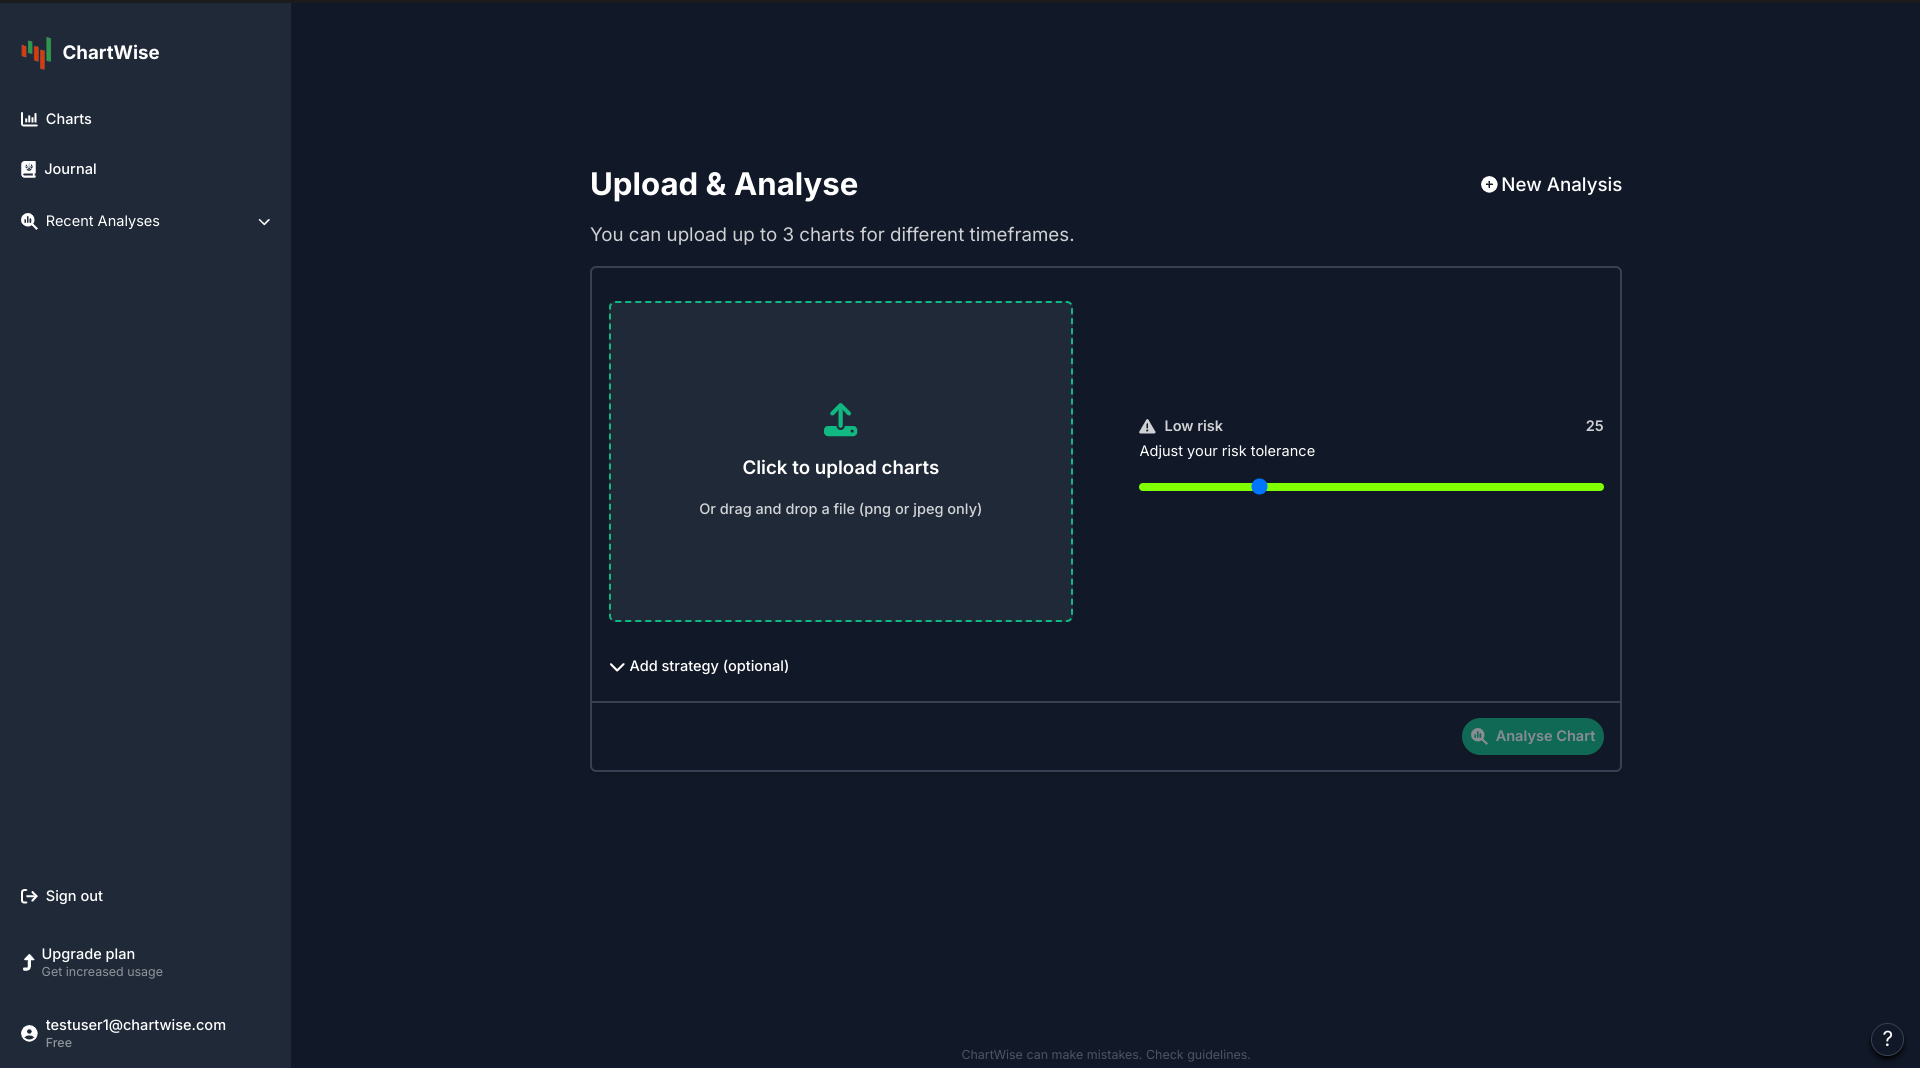 ChartWise
Charts
Journal
Recent Analyses
Sign out
Upgrade plan
Get increased usage
testuser1@chartwise.com
Free
Upload & Analyse
New Analysis
You can upload up to 3 charts for different timeframes.
Click to upload charts
Or drag and drop a file (png or jpeg only)
Low risk
25
Adjust your risk tolerance
Add strategy (optional)
Analyse Chart
ChartWise can make mistakes. Check guidelines.
?